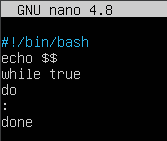 GNU nano 4.8
#!/bin/bash
echo $$
while true
do
:
done